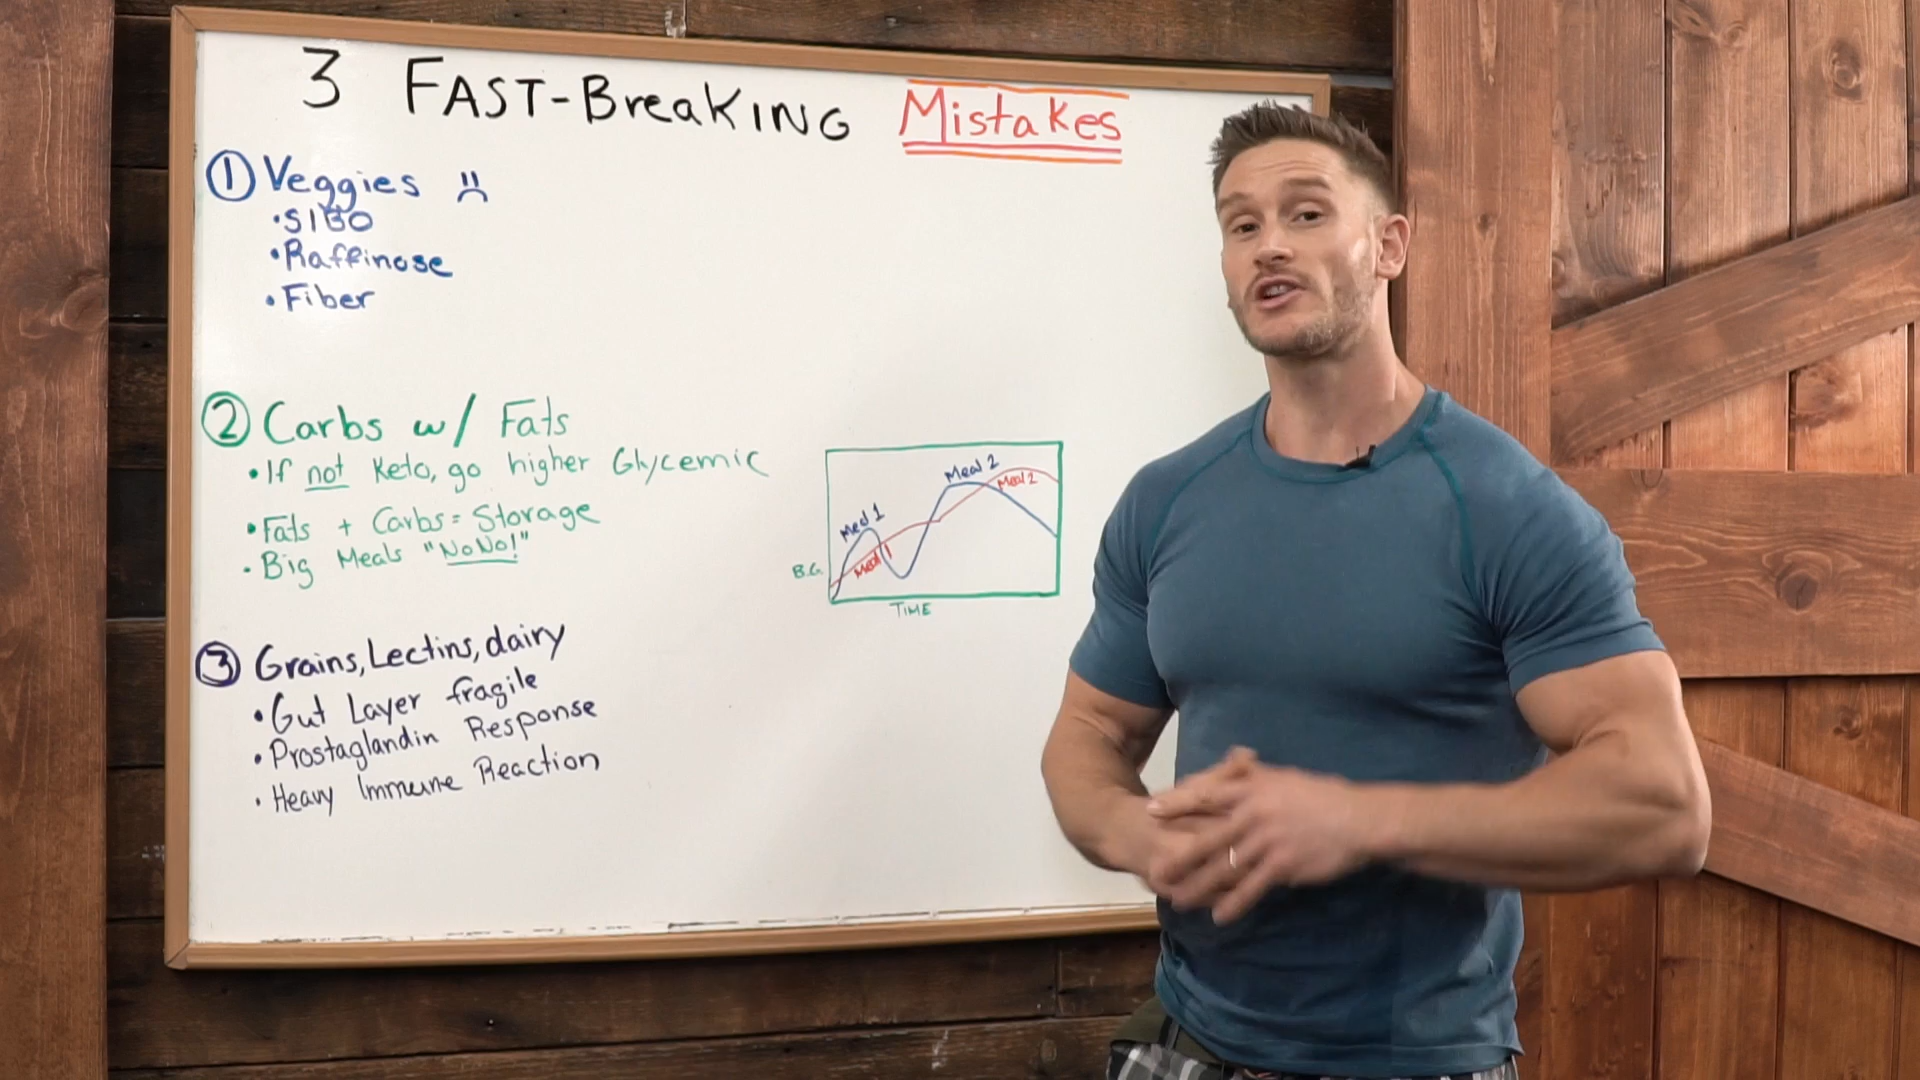 3 FAST-BreaKING Mistakes
① Veggies
• SIBO
• Raffinose
• Fiber
② Carbs w/ Fats
• If not Keto, go higher Glycemic
• Fats + Carbs = Storage
• Big Meals "NoNo!"
Meal 1
Meal 2
Meal 2
Meal 1
B.G.
TIME
③ Grains, Lectins, dairy
• Gut Layer fragile
• Prostaglandin Response
• Heavy Immune Reaction